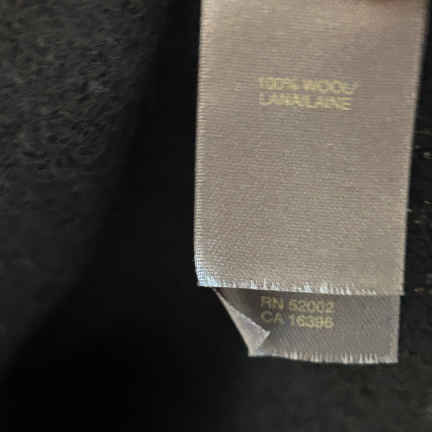 100% WOOL/
LANA/LAINE
RN 52002
CA 16396